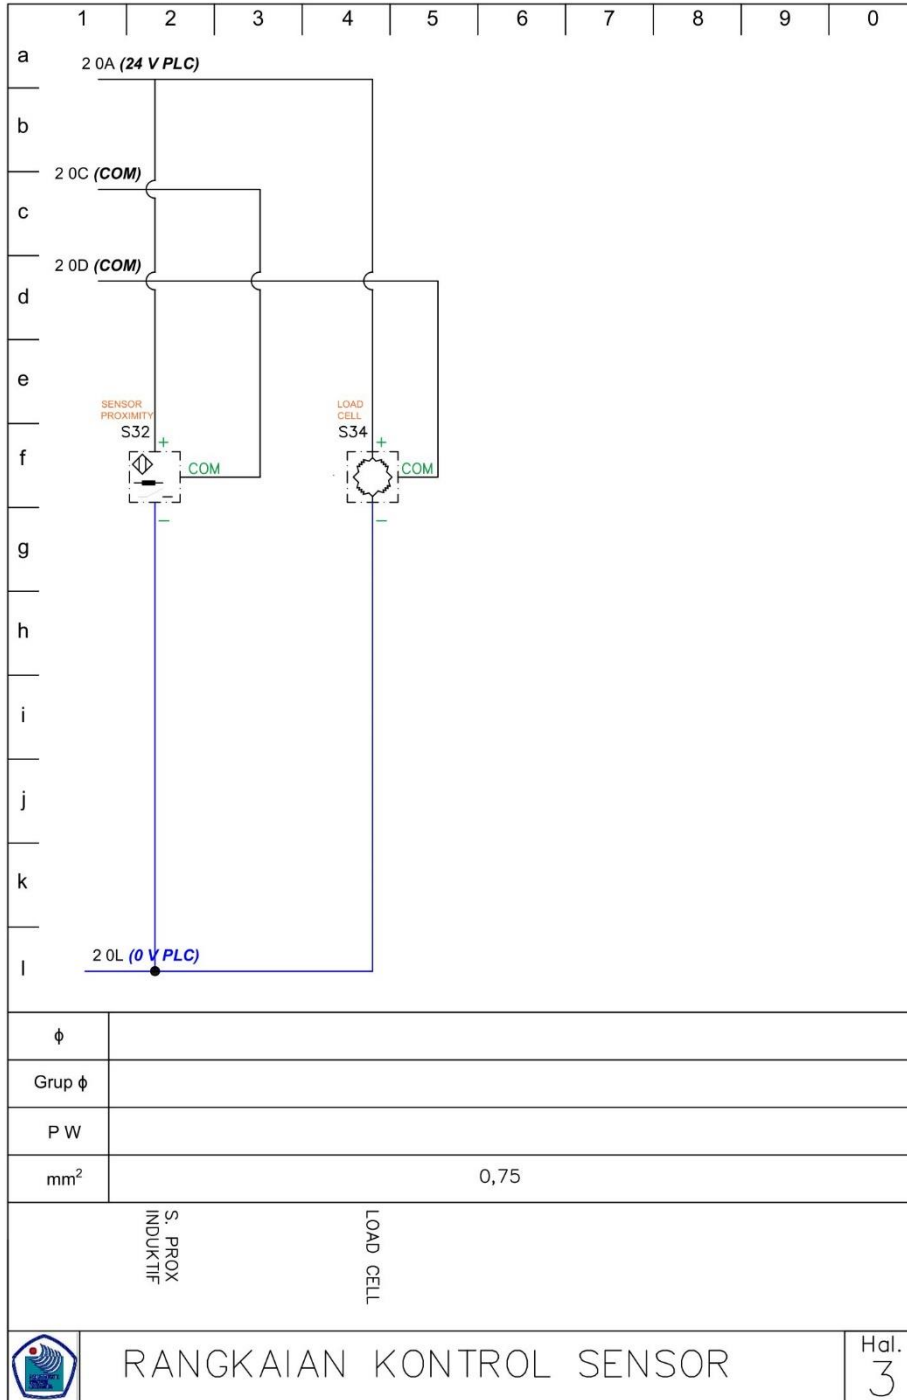 1 2 3 4 5 6 7 8 9 0
a
2 0A (24 V PLC)
b
2 0C (COM)
c
2 0D (COM)
d
e
SENSOR
PROXIMITY
S32
LOAD
CELL
S34
f
+
COM
+
COM
−
−
g
h
i
j
k
2 0L (0 V PLC)
l
ϕ
Grup ϕ
P W
mm²
0,75
S. PROX
INDUKTIF
LOAD CELL
RANGKAIAN KONTROL SENSOR
Hal.
3